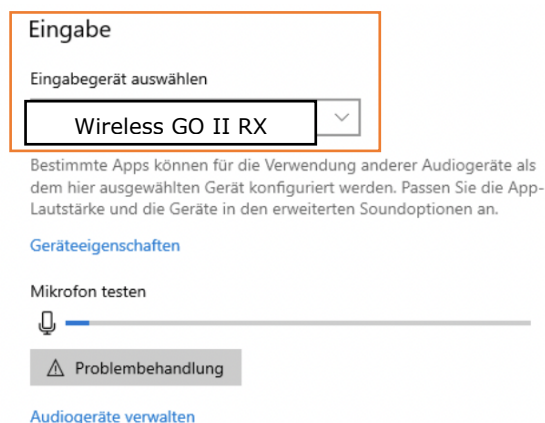 Eingabe
Eingabegerät auswählen
Wireless GO II RX
Bestimmte Apps können für die Verwendung anderer Audiogeräte als
dem hier ausgewählten Gerät konfiguriert werden. Passen Sie die App-
Lautstärke und die Geräte in den erweiterten Soundoptionen an.
Geräteeigenschaften
Mikrofon testen
Problembehandlung
Audiogeräte verwalten